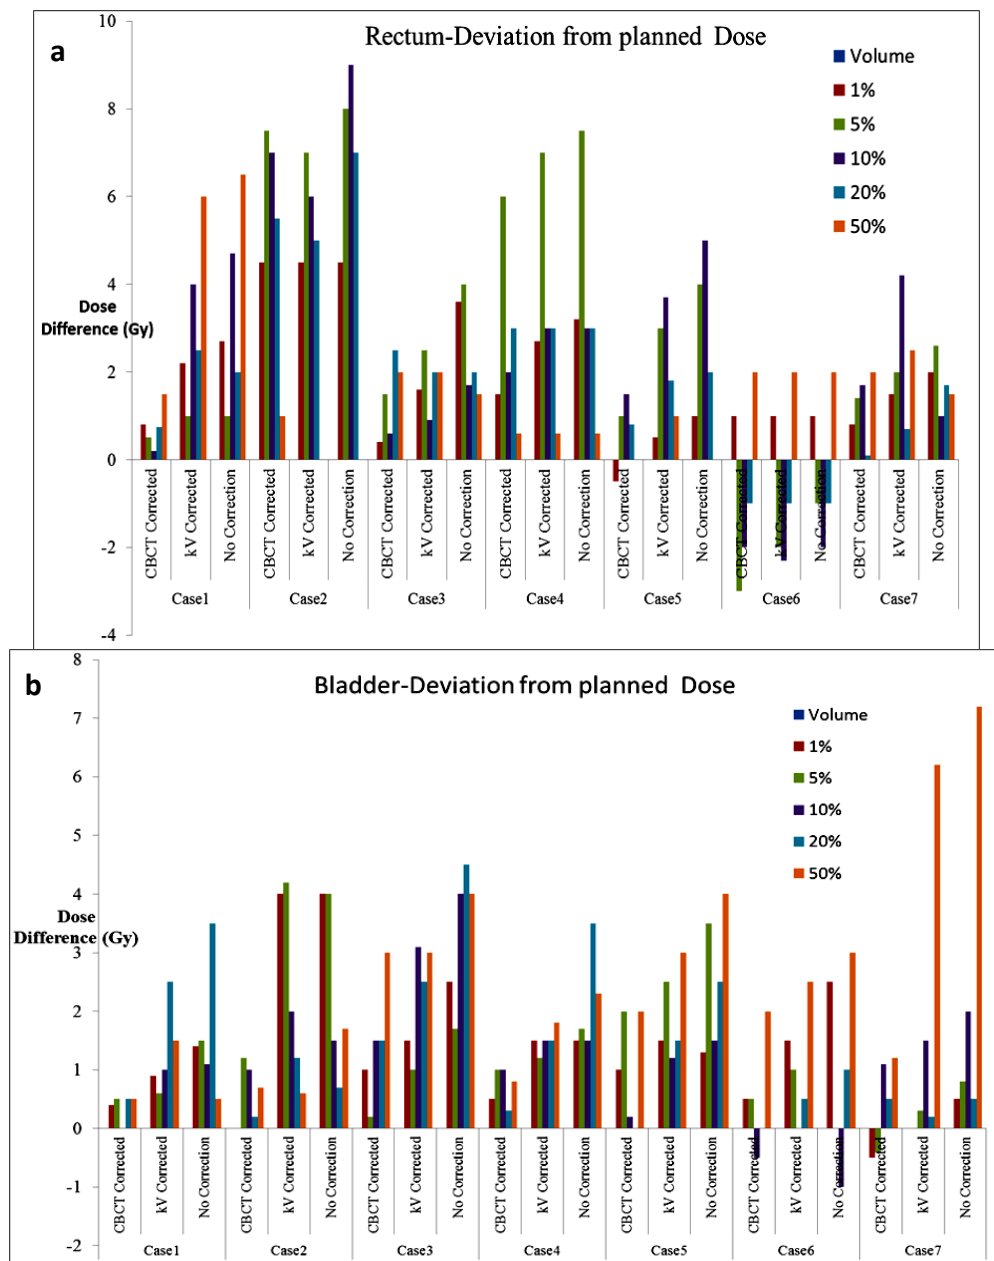 a
Rectum-Deviation from planned Dose
10
8
6
4
2
0
-2
-4
Dose
Difference (Gy)
Volume
1%
5%
10%
20%
50%
CBCT Corrected
kV Corrected
No Correction
CBCT Corrected
kV Corrected
No Correction
CBCT Corrected
kV Corrected
No Correction
CBCT Corrected
kV Corrected
No Correction
CBCT Corrected
kV Corrected
No Correction
CBCT Corrected
kV Corrected
No Correction
CBCT Corrected
kV Corrected
No Correction
Case1
Case2
Case3
Case4
Case5
Case6
Case7
b
Bladder-Deviation from planned Dose
8
7
6
5
4
3
2
1
0
-1
-2
Dose
Difference (Gy)
Volume
1%
5%
10%
20%
50%
CBCT Corrected
kV Corrected
No Correction
CBCT Corrected
kV Corrected
No Correction
CBCT Corrected
kV Corrected
No Correction
CBCT Corrected
kV Corrected
No Correction
CBCT Corrected
kV Corrected
No Correction
CBCT Corrected
kV Corrected
No Correction
CBCT Corrected
kV Corrected
No Correction
Case1
Case2
Case3
Case4
Case5
Case6
Case7